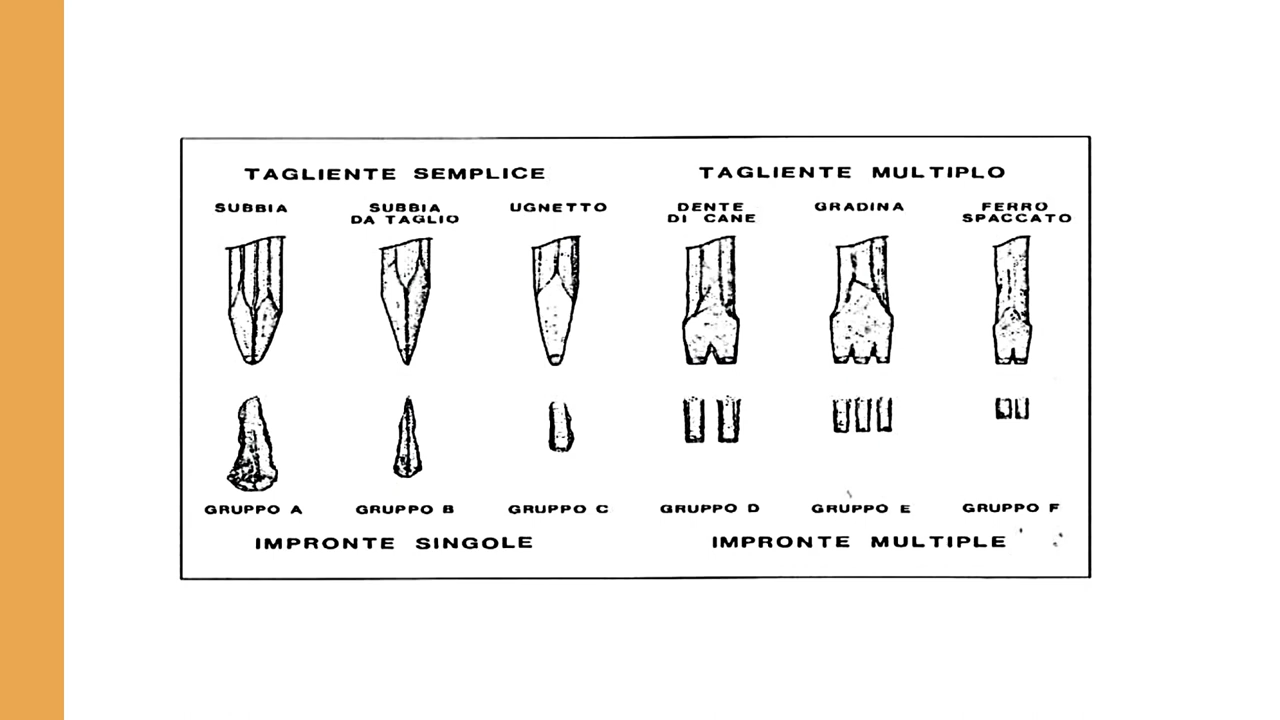 TAGLIENTE SEMPLICE
TAGLIENTE MULTIPLO
SUBBIA
SUBBIA
DA TAGLIO
UGNETTO
DENTE
DI CANE
GRADINA
FERRO
SPACCATO
GRUPPO A
GRUPPO B
GRUPPO C
GRUPPO D
GRUPPO E
GRUPPO F
IMPRONTE SINGOLE
IMPRONTE MULTIPLE